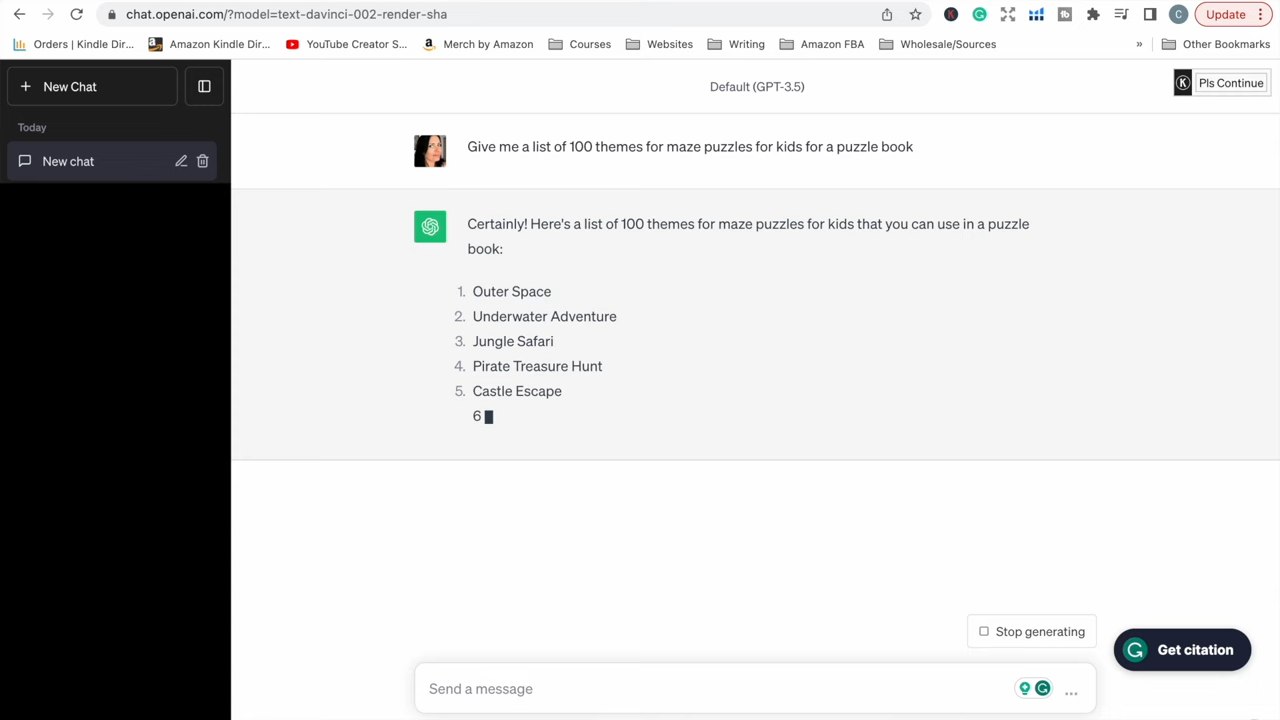 chat.openai.com/?model=text-davinci-002-render-sha
K
C
Update
Orders | Kindle Dir...
Amazon Kindle Dir...
YouTube Creator S...
Merch by Amazon
Courses
Websites
Writing
Amazon FBA
Wholesale/Sources
»
Other Bookmarks
+ New Chat
Default (GPT-3.5)
K Pls Continue
Today
New chat
Give me a list of 100 themes for maze puzzles for kids for a puzzle book
Certainly! Here's a list of 100 themes for maze puzzles for kids that you can use in a puzzle
book:
1. Outer Space
2. Underwater Adventure
3. Jungle Safari
4. Pirate Treasure Hunt
5. Castle Escape
6
Stop generating
Get citation
Send a message
...